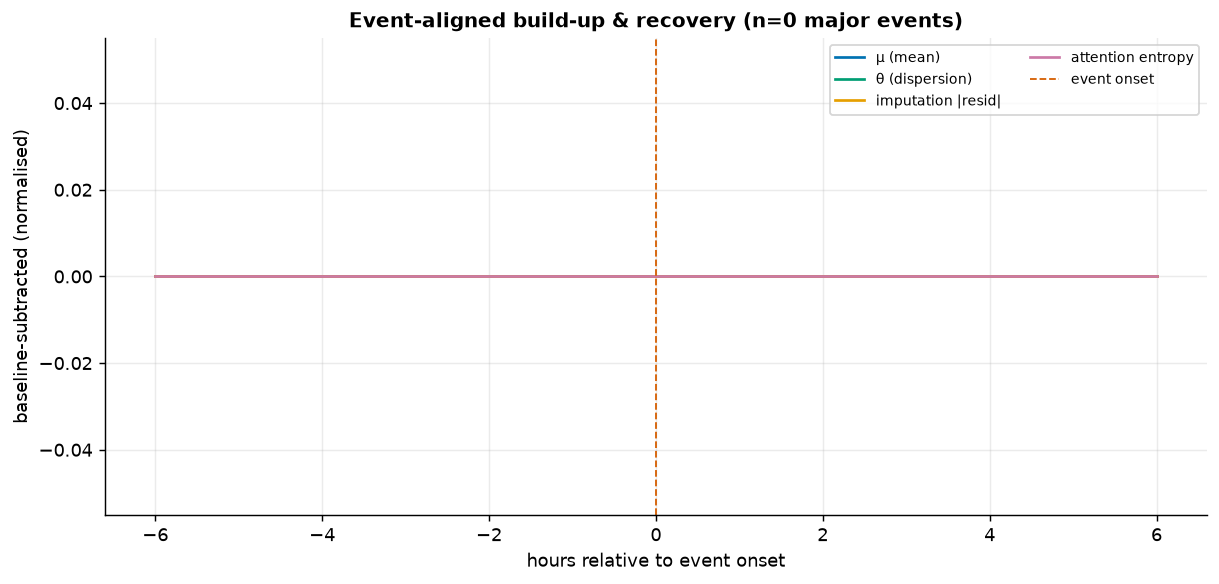 Event-aligned build-up & recovery (n=0 major events)
μ (mean)
θ (dispersion)
imputation |resid|
attention entropy
event onset
baseline-subtracted (normalised)
0.04
0.02
0.00
−0.02
−0.04
−6
−4
−2
0
2
4
6
hours relative to event onset